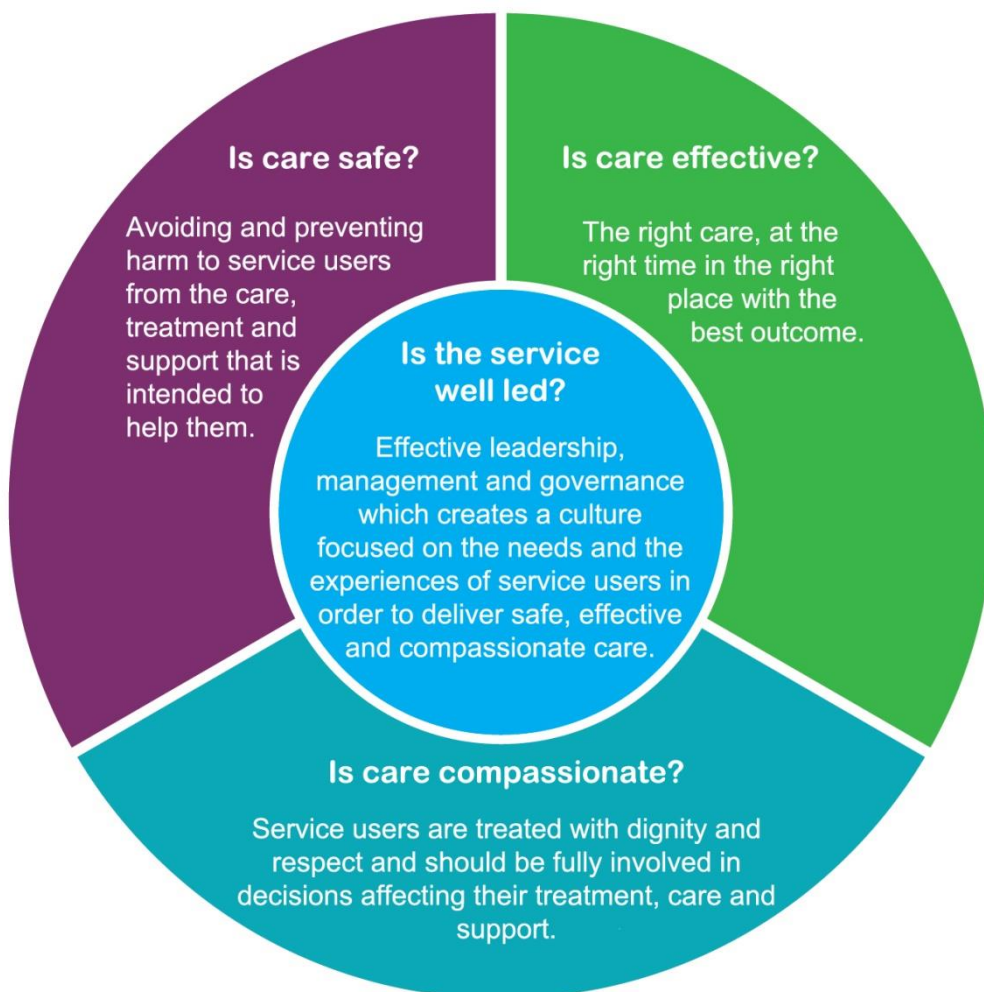 Is care safe?
Avoiding and preventing
harm to service users
from the care,
treatment and
support that is
intended to
help them.
Is care effective?
The right care, at the
right time in the right
place with the
best outcome.
Is the service
well led?
Effective leadership,
management and governance
which creates a culture
focused on the needs and the
experiences of service users in
order to deliver safe, effective
and compassionate care.
Is care compassionate?
Service users are treated with dignity and
respect and should be fully involved in
decisions affecting their treatment, care and
support.